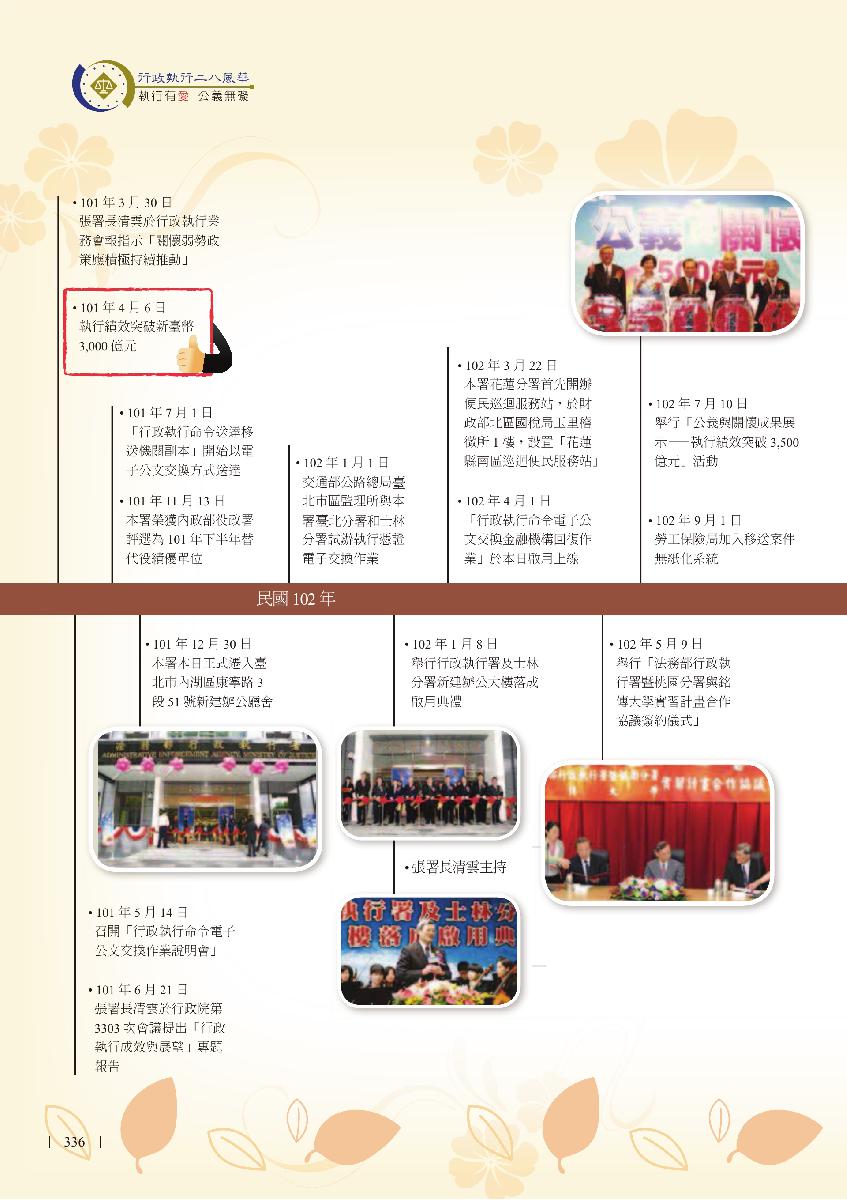 行政執行二八風華
執行有愛 公義無礙
•101 年 3 月 30 日
張署長清雲於行政執行業
務會報指示「關懷弱勢政
策應積極持續推動」
•101 年 4 月 6 日
執行績效突破新臺幣
3,000 億元
•101 年 7 月 1 日
「行政執行命令送達移
送機關副本」開始以電
子公文交換方式送達
•101 年 11 月 13 日
本署榮獲內政部役政署
評選為 101 年下半年替
代役績優單位
•102 年 1 月 1 日
交通部公路總局臺
北市區監理所與本
署臺北分署和士林
分署試辦執行憑證
電子交換作業
•102 年 3 月 22 日
本署花蓮分署首先開辦
便民巡迴服務站,於財
政部北區國稅局玉里稽
徵所 1 樓,設置「花蓮
縣南區巡迴便民服務站」
•102 年 4 月 1 日
「行政執行命令電子公
文交換金融機構回復作
業」於本日啟用上線
公義 關懷
•102 年 7 月 10 日
舉行「公義與關懷成果展
示——執行績效突破 3,500
億元」活動
•102 年 9 月 1 日
勞工保險局加入移送案件
無紙化系統
民國 102 年
•101 年 12 月 30 日
本署本日正式遷入臺
北市內湖區康寧路 3
段 51 號新建辦公廳舍
法務部行政執行署
ADMINISTRATIVE ENFORCEMENT AGENCY, MINISTRY OF JUSTICE
•102 年 1 月 8 日
舉行行政執行署及士林
分署新建辦公大樓落成
啟用典禮
•張署長清雲主持
執行署及士林分
樓落成啟用典
•102 年 5 月 9 日
舉行「法務部行政執
行署暨桃園分署與銘
傳大學實習計畫合作
協議簽約儀式」
實習計畫合作協議
•101 年 5 月 14 日
召開「行政執行命令電子
公文交換作業說明會」
•101 年 6 月 21 日
張署長清雲於行政院第
3303 次會議提出「行政
執行成效與展望」專題
報告
| 336 |